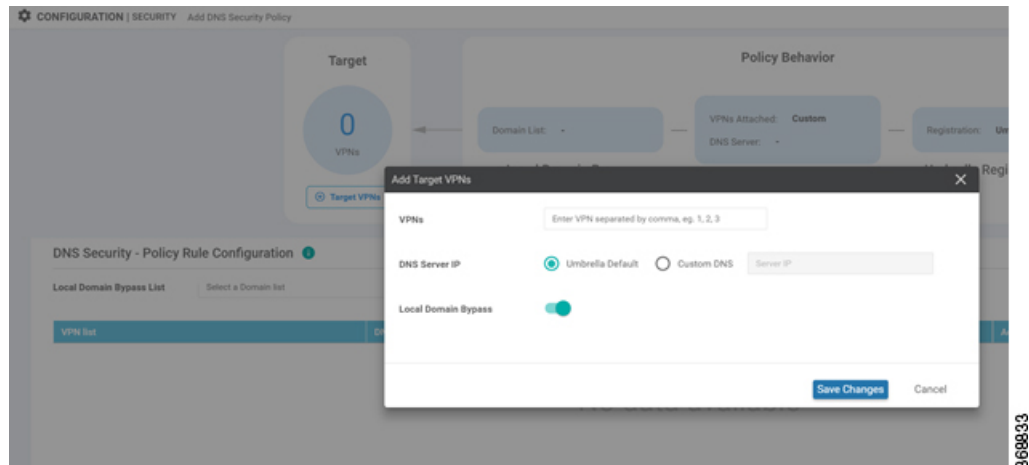 CONFIGURATION | SECURITY Add DNS Security Policy
Target
Policy Behavior
0
VPNs
Domain List: -
VPNs Attached: Custom
DNS Server: -
Registration:
Target VPNs
Add Target VPNs
VPNs
Enter VPN separated by comma, eg. 1, 2, 3
DNS Server IP
Umbrella Default
Custom DNS
Server IP
Local Domain Bypass
Save Changes
Cancel
DNS Security - Policy Rule Configuration
Local Domain Bypass List
Select a Domain list
VPN list
368833